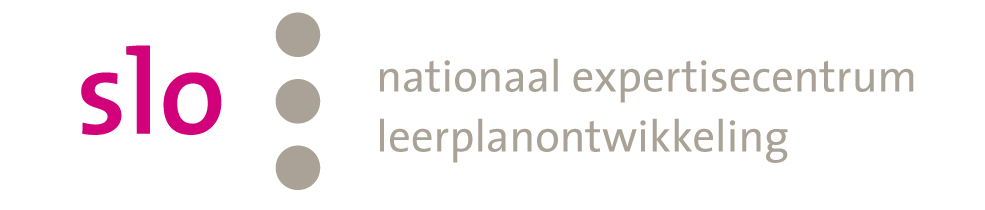 slo
nationaal expertisecentrum
leerplanontwikkeling